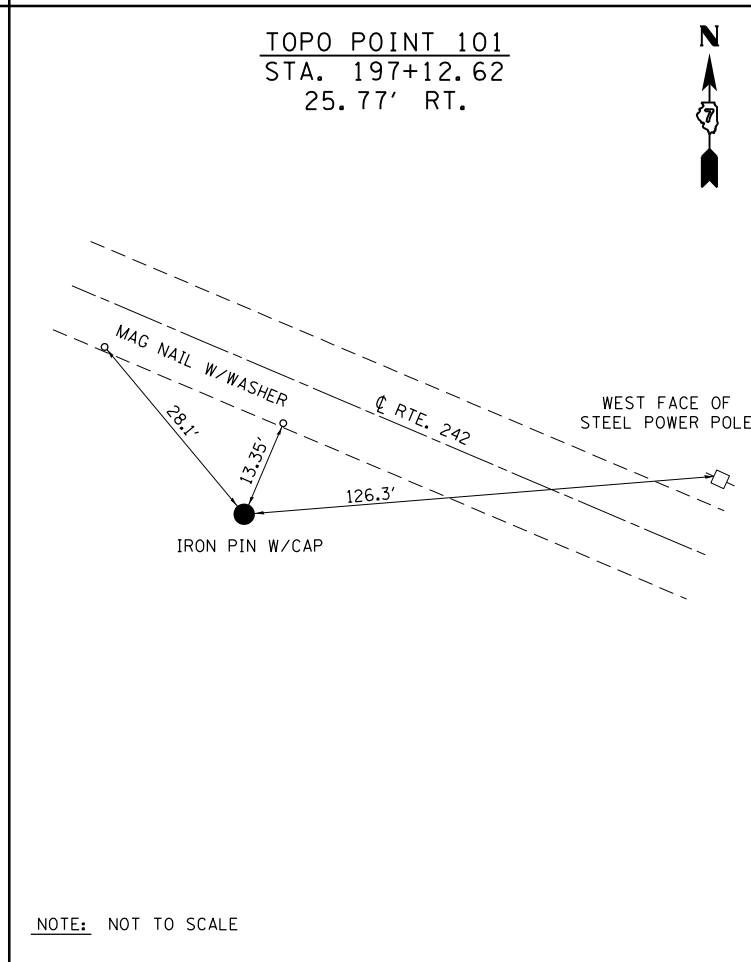 TOPO POINT 101
STA. 197+12.62
25.77' RT.
N
7
MAG NAIL W/WASHER
℄ RTE. 242
WEST FACE OF
STEEL POWER POLE
28.1'
13.35'
126.3'
IRON PIN W/CAP
NOTE: NOT TO SCALE